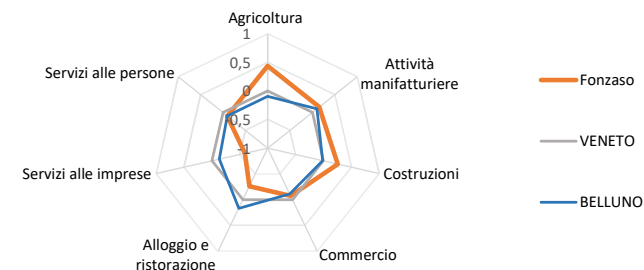 Agricoltura
1
0,5
0
-0,5
-1
Attività
manifatturiere
Costruzioni
Commercio
Alloggio e
ristorazione
Servizi alle imprese
Servizi alle persone
Fonzaso
VENETO
BELLUNO